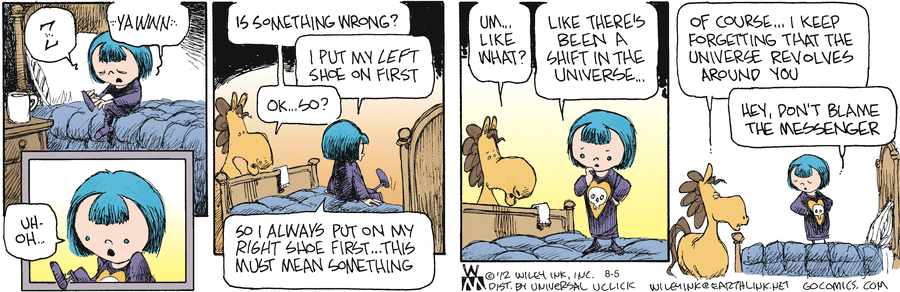 ..YAWNN..
UH-
OH...
IS SOMETHING WRONG?
I PUT MY LEFT
SHOE ON FIRST
OK...SO?
SO I ALWAYS PUT ON MY
RIGHT SHOE FIRST...THIS
MUST MEAN SOMETHING
UM...
LIKE
WHAT?
LIKE THERE'S
BEEN A
SHIFT IN THE
UNIVERSE...
OF COURSE... I KEEP
FORGETTING THAT THE
UNIVERSE REVOLVES
AROUND YOU
HEY, DON'T BLAME
THE MESSENGER
©'12 WILEY INK, INC. 8-5
DIST. BY UNIVERSAL UCLICK
WILEYINK@EARTHLINK.NET
GOCOMICS.COM